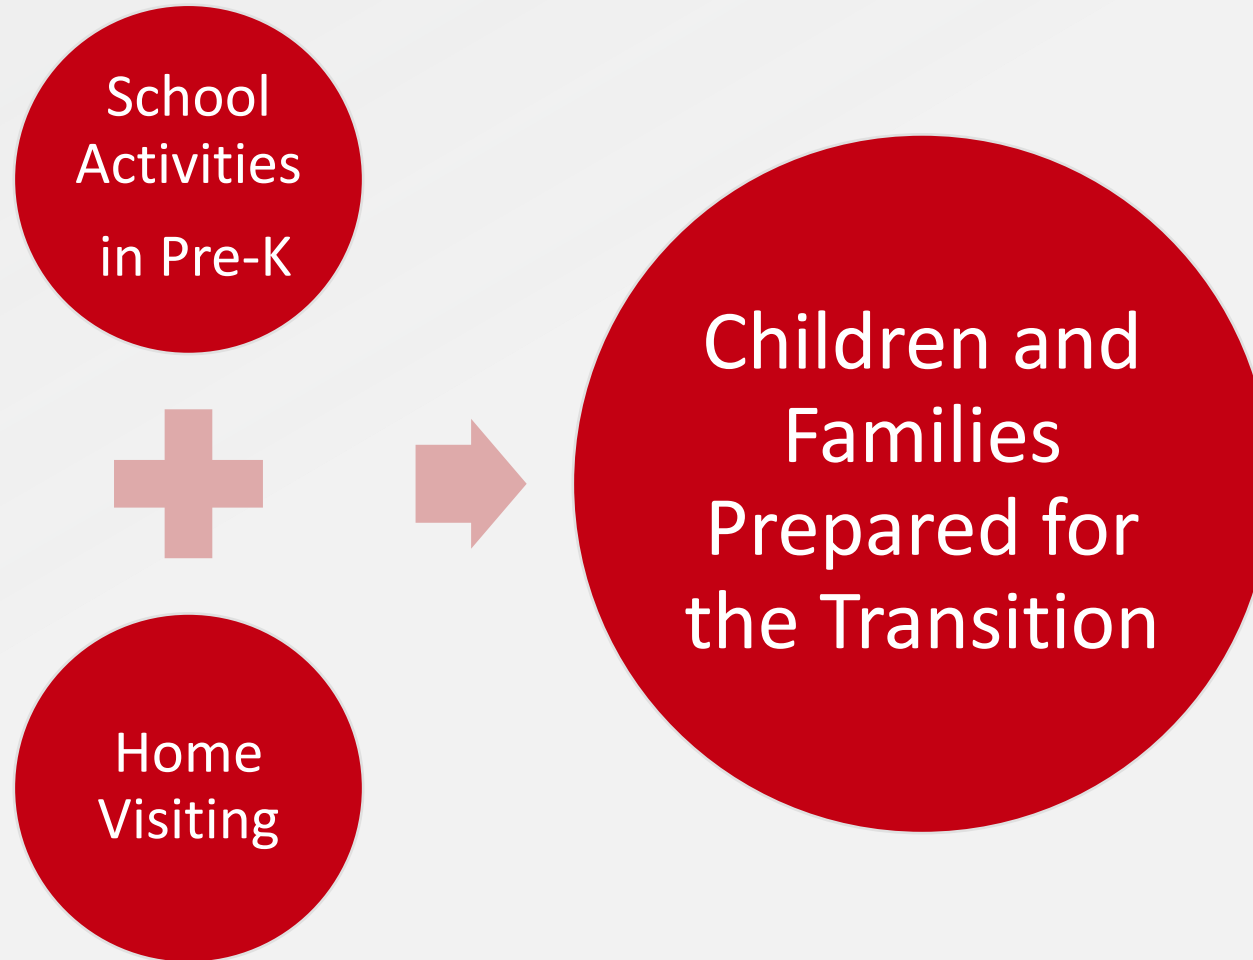 School
Activities
in Pre-K
Home
Visiting
Children and
Families
Prepared for
the Transition